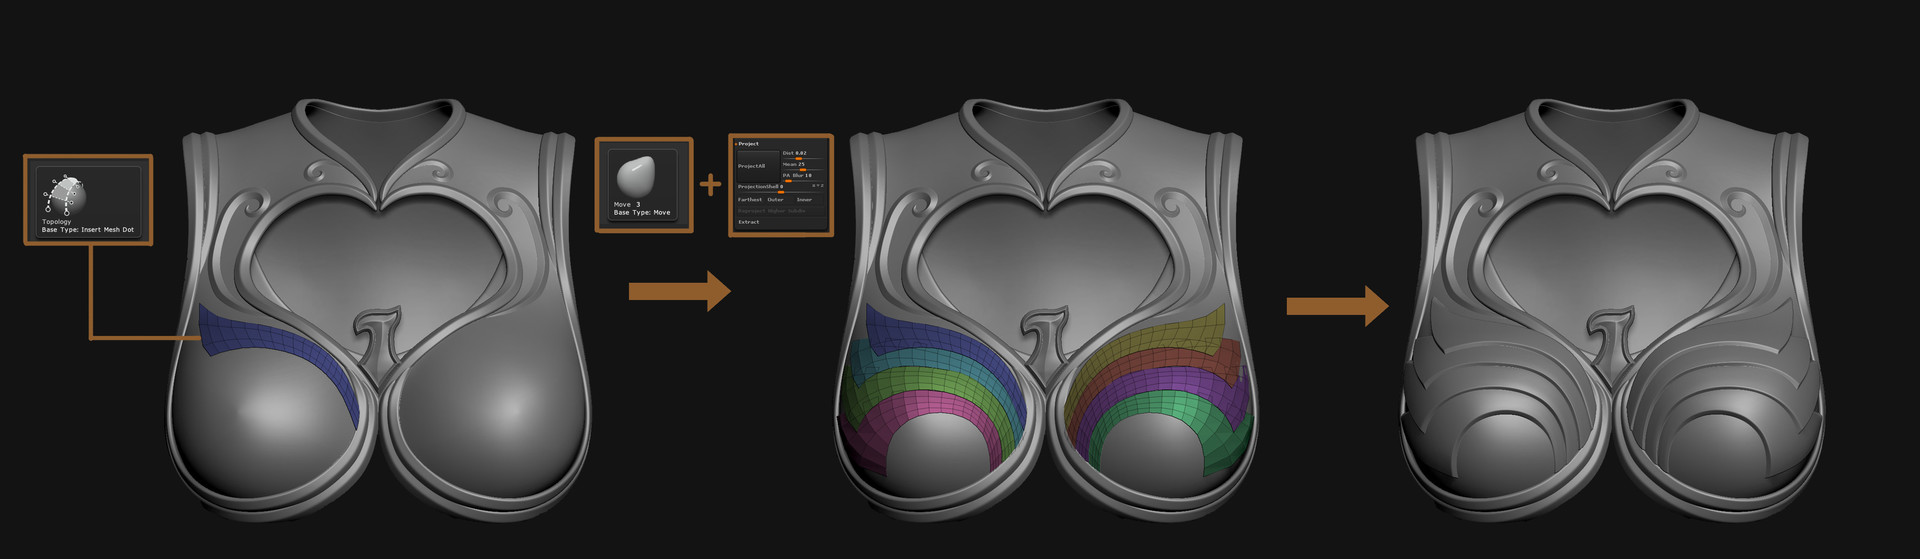 Topology
Base Type: Insert Mesh Dot
Move 3
Base Type: Move
Project
ProjectAll
Dist 0.02
Mean 25
PA Blur 10
ProjectionShell 0
Farthest Outer Inner
Extract